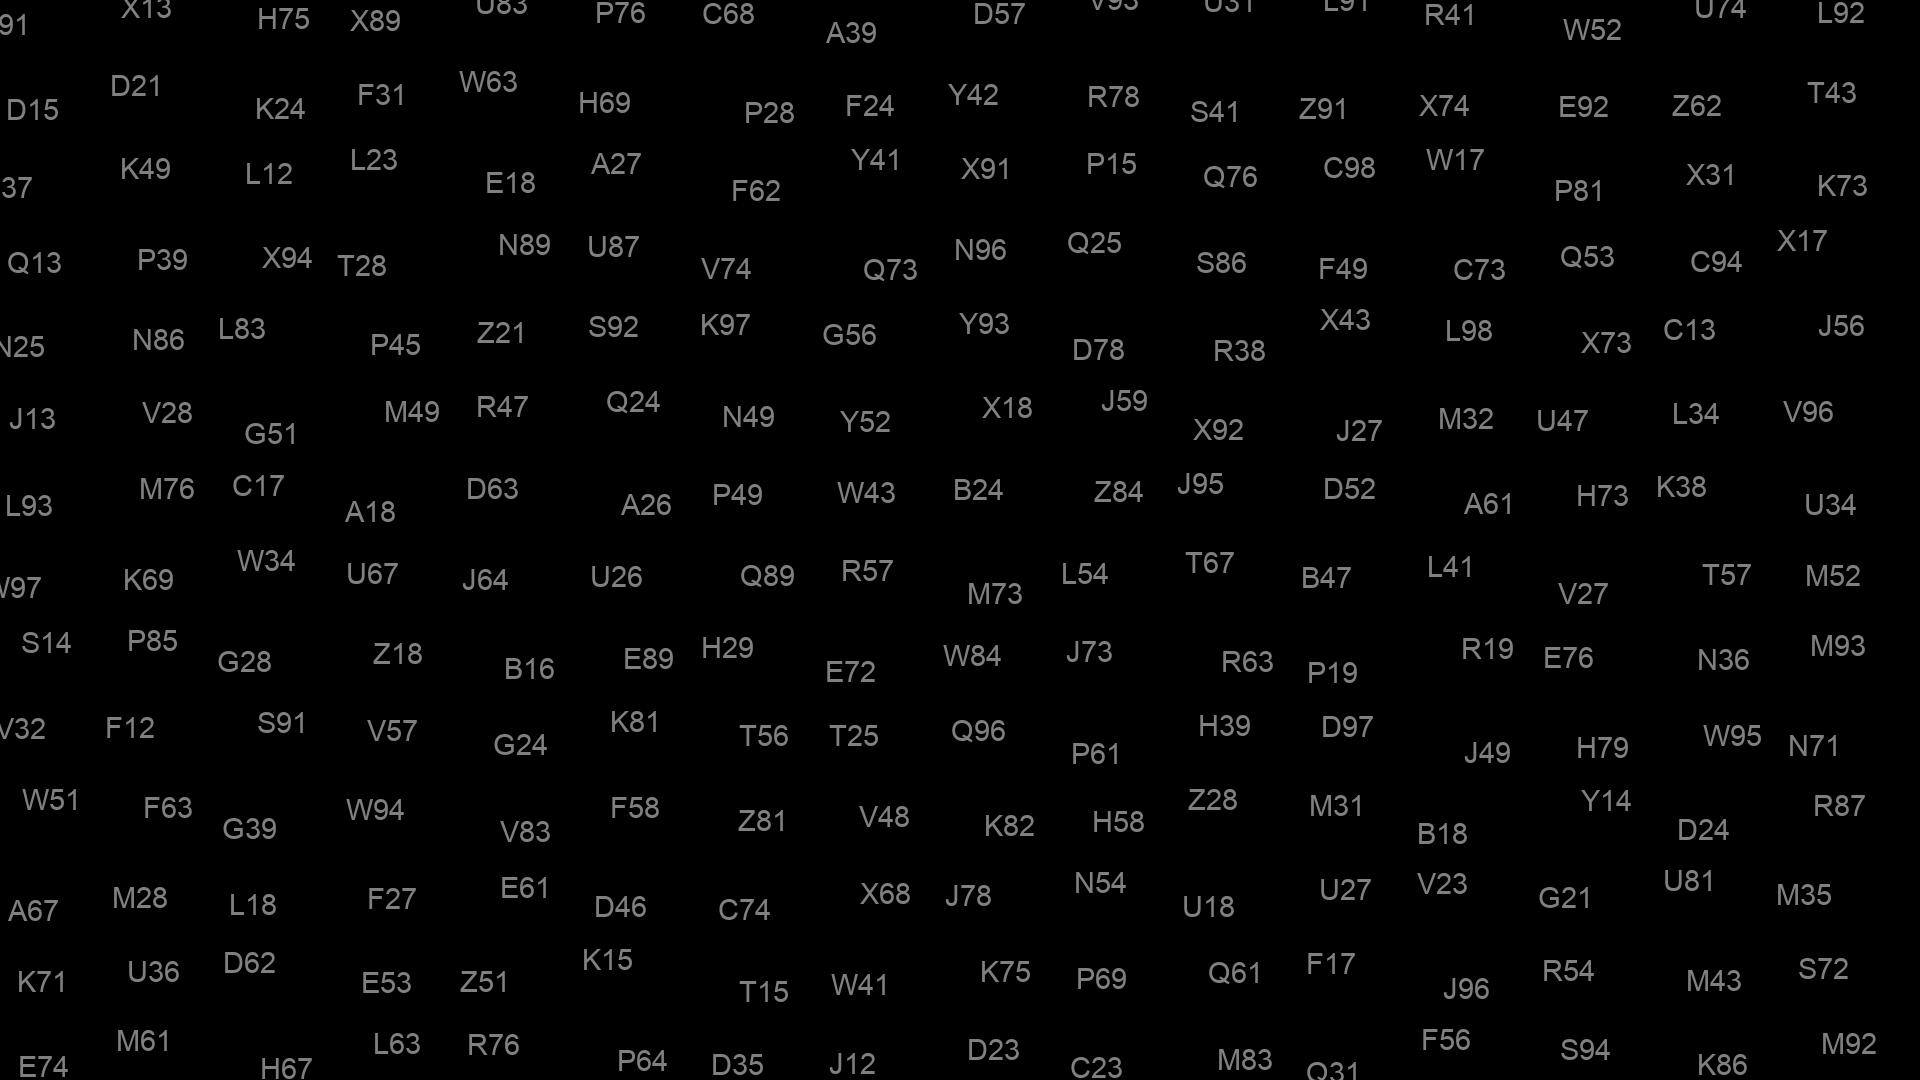 91 X13 H75 X89 U83 P76 C68 A39 D57 V93 U31 L91 R41 W52 U74 L92
D15 D21 K24 F31 W63 H69 P28 F24 Y42 R78 S41 Z91 X74 E92 Z62 T43
37 K49 L12 L23 E18 A27 F62 Y41 X91 P15 Q76 C98 W17 P81 X31 K73
Q13 P39 X94 T28 N89 U87 V74 Q73 N96 Q25 S86 F49 C73 Q53 C94 X17
N25 N86 L83 P45 Z21 S92 K97 G56 Y93 D78 R38 X43 L98 X73 C13 J56
J13 V28 G51 M49 R47 Q24 N49 Y52 X18 J59 X92 J27 M32 U47 L34 V96
L93 M76 C17 A18 D63 A26 P49 W43 B24 Z84 J95 D52 A61 H73 K38 U34
W97 K69 W34 U67 J64 U26 Q89 R57 M73 L54 T67 B47 L41 V27 T57 M52
S14 P85 G28 Z18 B16 E89 H29 E72 W84 J73 R63 P19 R19 E76 N36 M93
V32 F12 S91 V57 G24 K81 T56 T25 Q96 P61 H39 D97 J49 H79 W95 N71
W51 F63 G39 W94 V83 F58 Z81 V48 K82 H58 Z28 M31 B18 Y14 D24 R87
A67 M28 L18 F27 E61 D46 C74 X68 J78 N54 U18 U27 V23 G21 U81 M35
K71 U36 D62 E53 Z51 K15 T15 W41 K75 P69 Q61 F17 J96 R54 M43 S72
E74 M61 H67 L63 R76 P64 D35 J12 D23 C23 M83 Q31 F56 S94 K86 M92